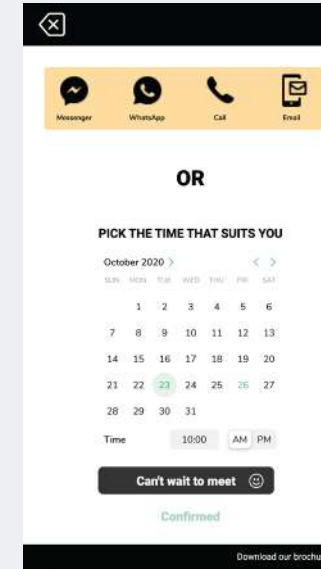 Messenger WhatsApp Call Email
OR
PICK THE TIME THAT SUITS YOU
October 2020
SUN MON TUE WED THU FRI SAT
1 2 3 4 5 6
7 8 9 10 11 12 13
14 15 16 17 18 19 20
21 22 23 24 25 26 27
28 29 30 31
Time 10:00 AM PM
Can't wait to meet
Confirmed
Download our brochu